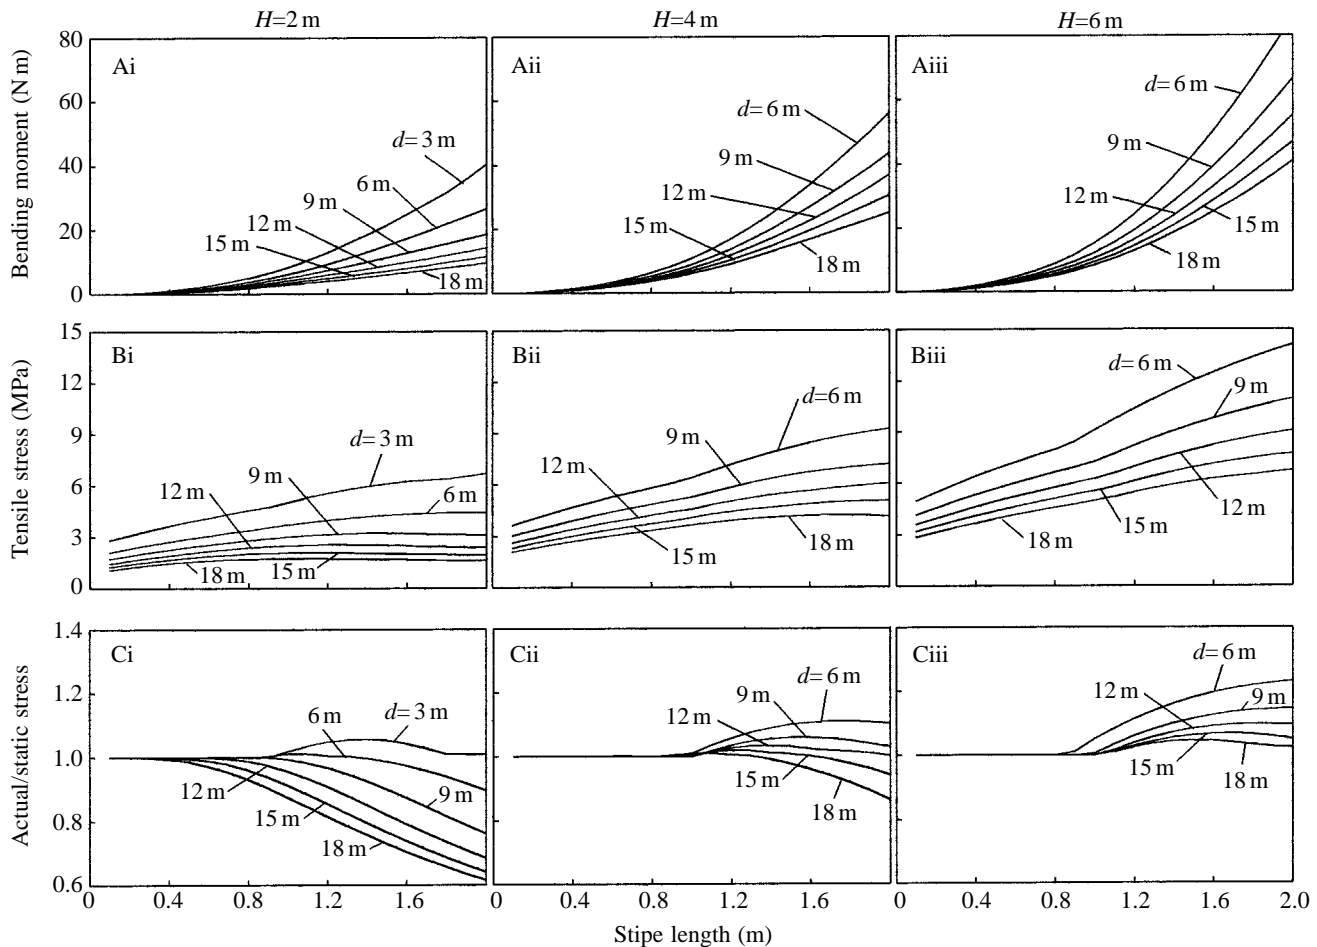 H=2 m H=4 m H=6 m
Bending moment (N m)
80
60
40
20
0
Ai
d=3 m
6 m
9 m
12 m
15 m
18 m
Aii
d=6 m
9 m
12 m
15 m
18 m
Aiii
d=6 m
9 m
12 m
15 m
18 m
Tensile stress (MPa)
15
12
9
6
3
0
Bi
d=3 m
9 m
12 m
6 m
18 m
15 m
Bii
d=6 m
9 m
12 m
15 m
18 m
Biii
d=6 m
9 m
12 m
15 m
18 m
Actual/static stress
1.4
1.2
1.0
0.8
0.6
Ci
6 m
d=3 m
12 m
9 m
15 m
18 m
Cii
d=6 m
9 m
12 m
15 m
18 m
Ciii
d=6 m
12 m
9 m
15 m
18 m
0 0.4 0.8 1.2 1.6 0 0.4 0.8 1.2 1.6 0 0.4 0.8 1.2 1.6 2.0
Stipe length (m)